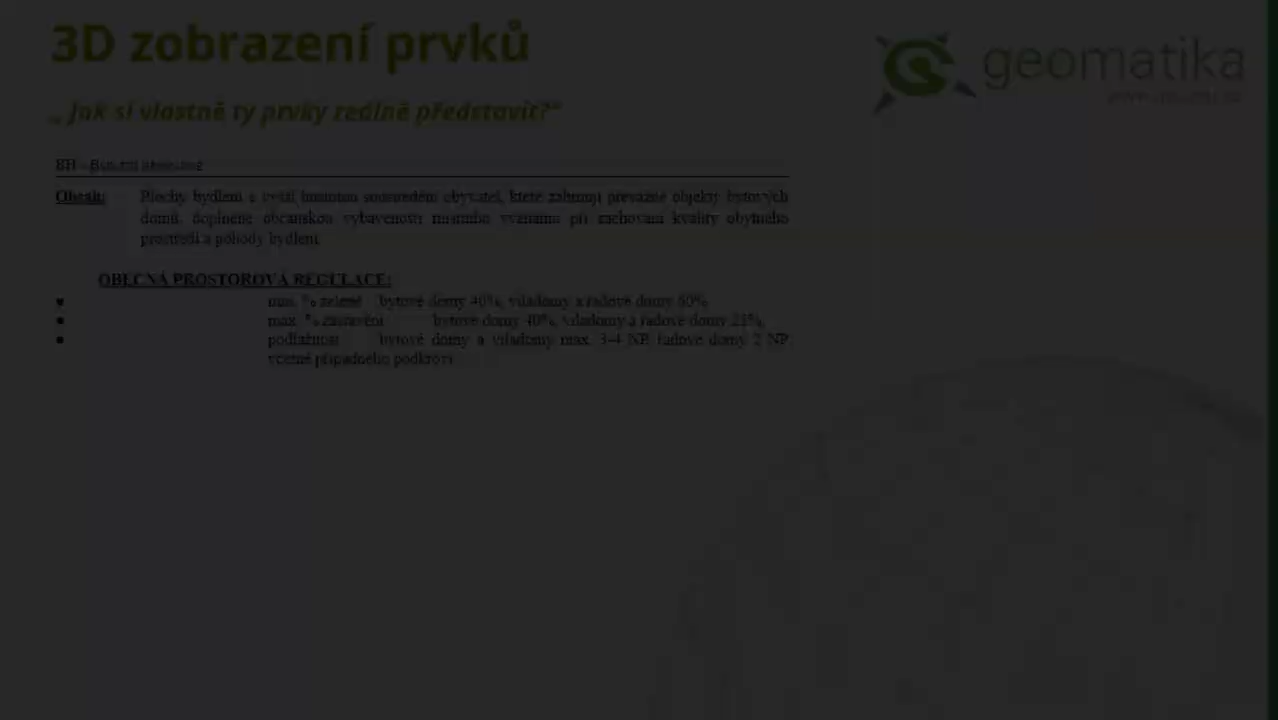 3D zobrazení prvků
geomatika
„ Jak si vlastně ty prvky reálně představit?“
BH -
Obsah: Plochy bydlení s vyšší hustotou soustředění obyvatel, které zahrnují převážně objekty bytových
domů, doplněné občanskou vybaveností místního významu při zachování kvality obytného
prostředí a pohody bydlení.
OBECNÁ PROSTOROVÁ REGULACE:
min. % zeleně bytové domy 40%, viladomy a řadové domy 60%
max. % zastavění bytové domy 40%, viladomy a řadové domy 25%,
podlažnost bytové domy a viladomy max. 3-4 NP, řadové domy 2 NP
včetně případného podkroví